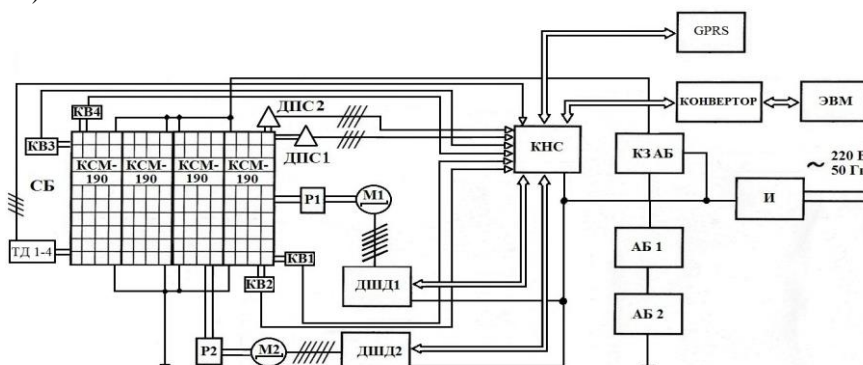 GPRS
ДПС 2
КВ4
КВ3
КОНВЕРТОР
ЭВМ
ДПС1
КНС
КЗ АБ
~ 220 В
50 Гц
КСМ-190
КСМ-190
КСМ-190
КСМ-190
СБ
Р1
М1
И
ТД 1-4
КВ1
КВ2
ДШД1
АБ 1
АБ 2
Р2
М2
ДШД2